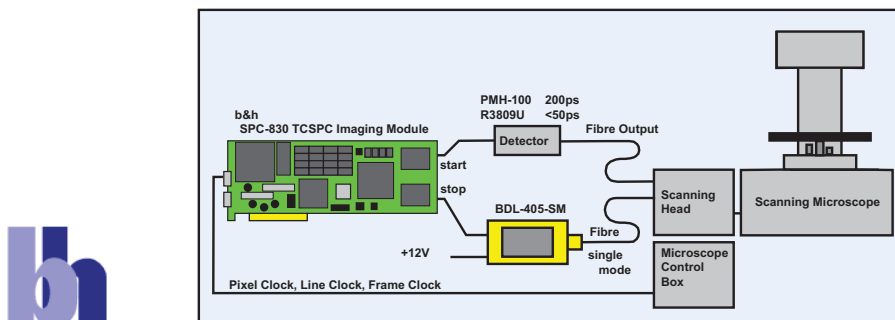 b&h
SPC-830 TCSPC Imaging Module
PMH-100 200ps
R3809U <50ps
Detector
Fibre Output
start
stop
BDL-405-SM
Fibre
single
mode
+12V
Scanning
Head
Scanning Microscope
Microscope
Control
Box
Pixel Clock, Line Clock, Frame Clock
bh